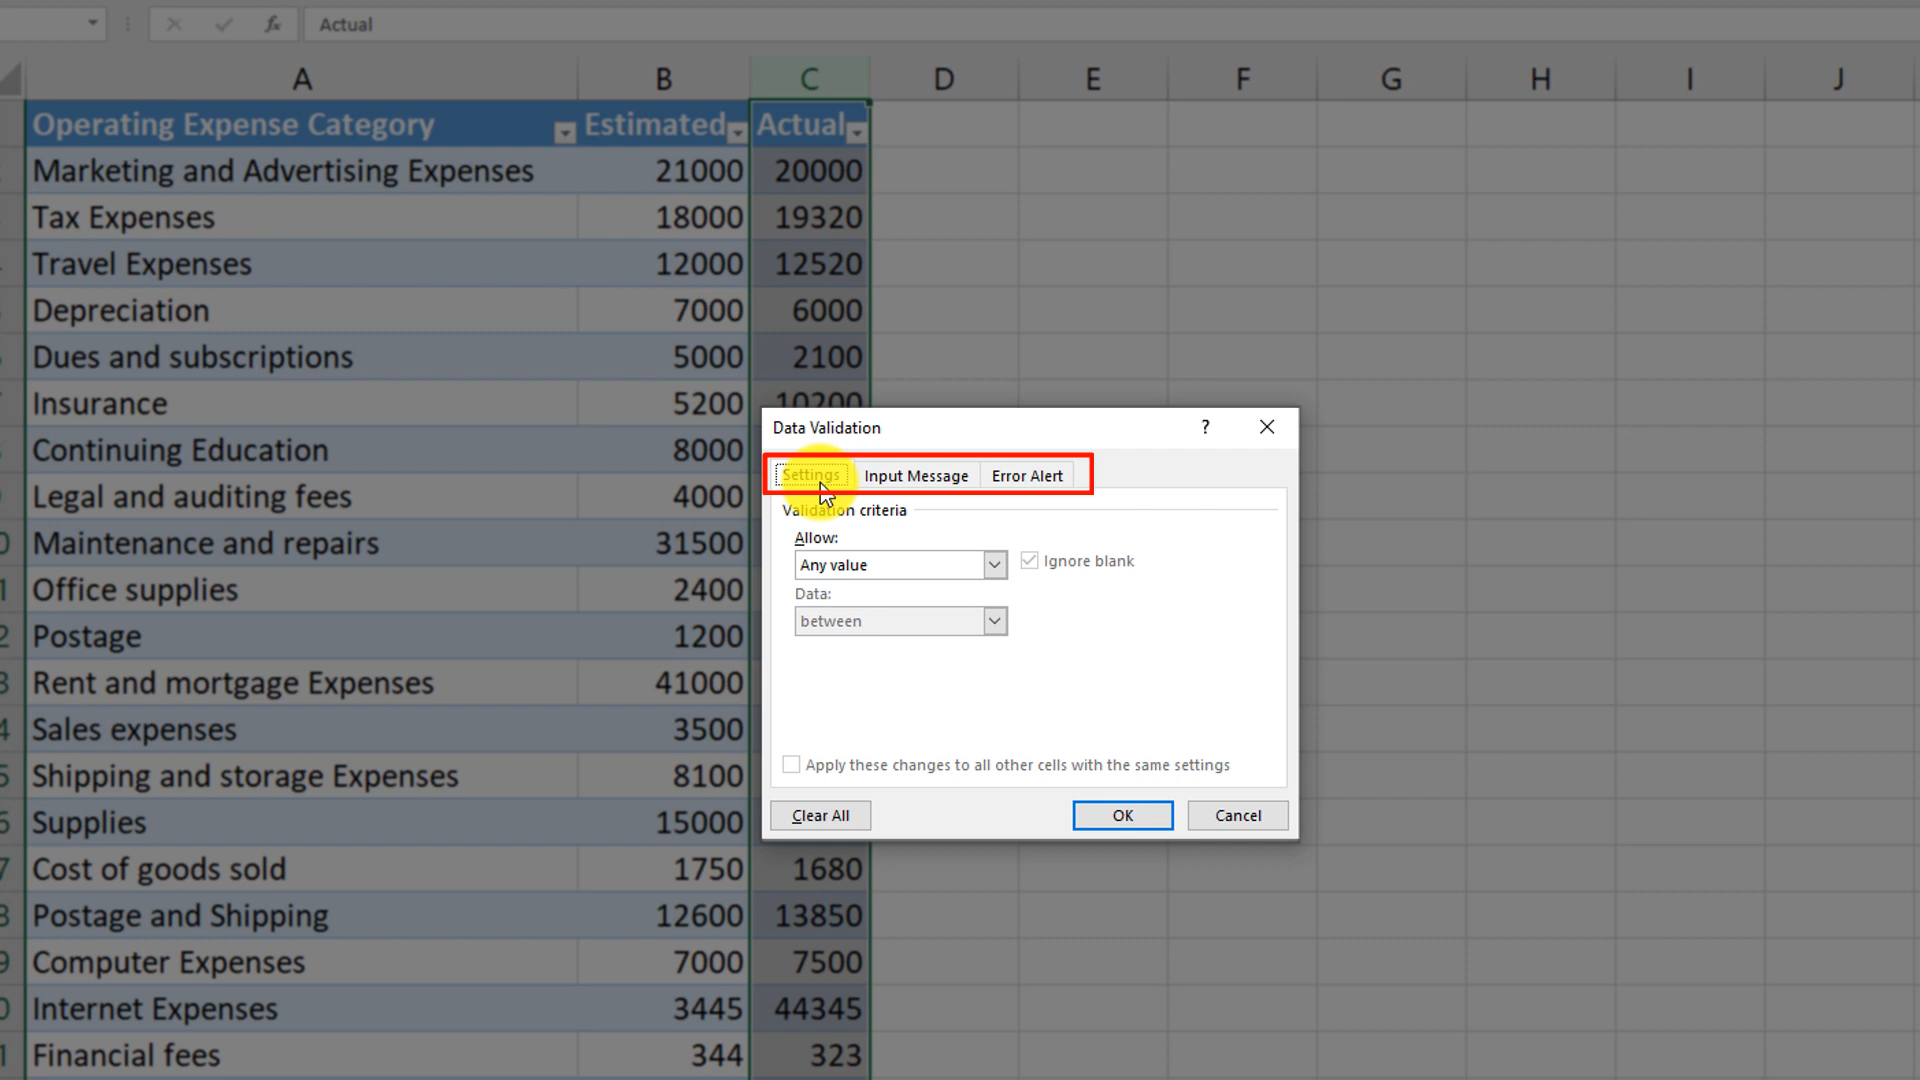 fx Actual
A B C D E F G H I J
Operating Expense Category Estimated Actual
Marketing and Advertising Expenses 21000 20000
Tax Expenses 18000 19320
Travel Expenses 12000 12520
Depreciation 7000 6000
Dues and subscriptions 5000 2100
Insurance 5200 10200
Continuing Education 8000
Legal and auditing fees 4000
Maintenance and repairs 31500
Office supplies 2400
Postage 1200
Rent and mortgage Expenses 41000
Sales expenses 3500
Shipping and storage Expenses 8100
Supplies 15000
Cost of goods sold 1750 1680
Postage and Shipping 12600 13850
Computer Expenses 7000 7500
Internet Expenses 3445 44345
Financial fees 344 323
Data Validation ?
Settings Input Message Error Alert
Validation criteria
Allow:
Any value Ignore blank
Data:
between
Apply these changes to all other cells with the same settings
Clear All OK Cancel